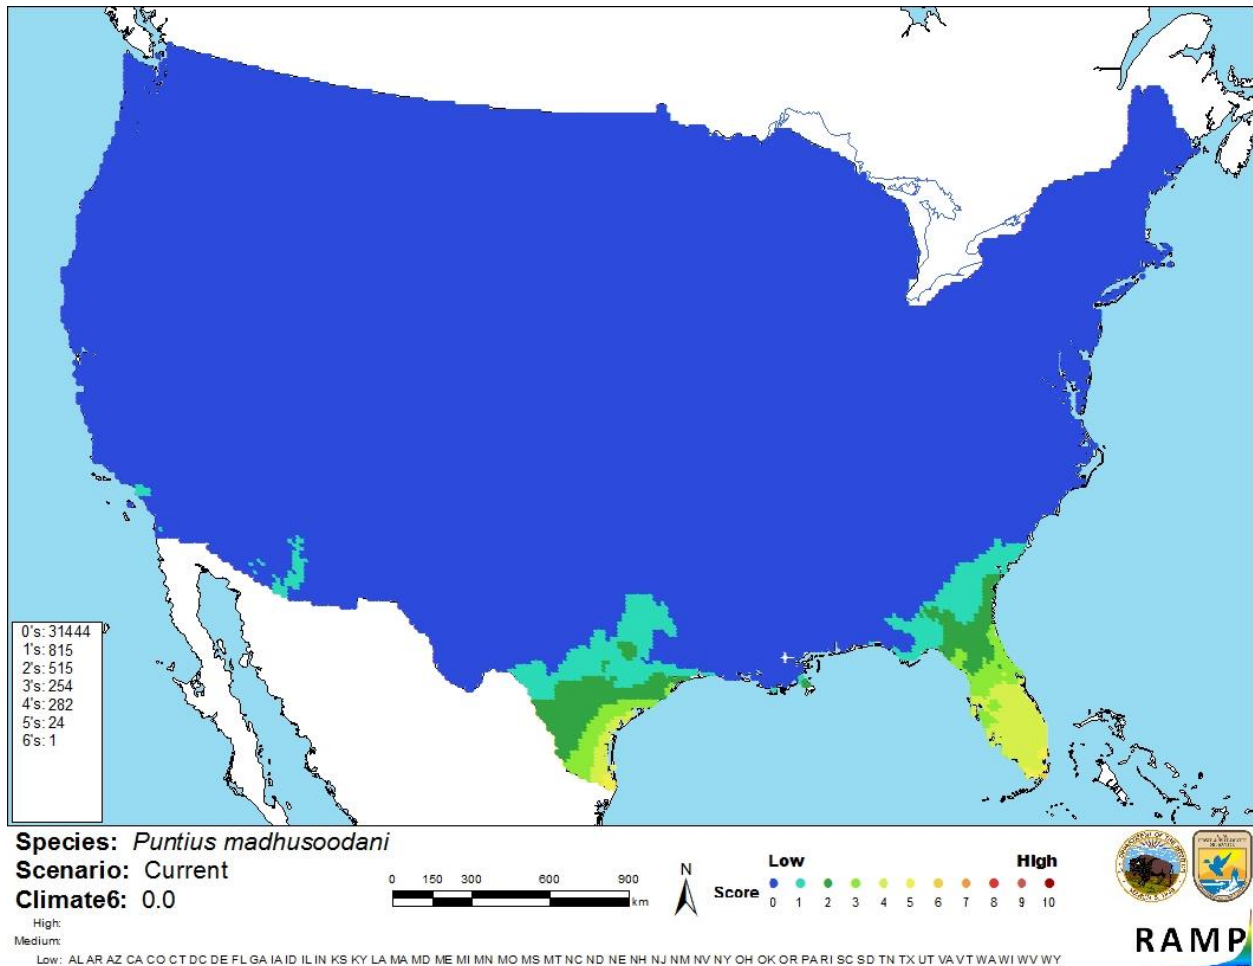 0's: 31444
1's: 815
2's: 515
3's: 254
4's: 282
5's: 24
6's: 1
Species: Puntius madhusoodani
Scenario: Current
Climate6: 0.0
High:
Medium:
Low: AL AR AZ CA CO CT DC DE FL GA IA ID IL IN KS KY LA MA MD ME MI MN MO MS MT NC ND NE NH NJ NM NV NY OH OK OR PA RI SC SD TN TX UT VA VT WA WI WV WY
0 150 300 600 900
km
N
Low High
Score
0 1 2 3 4 5 6 7 8 9 10
RAMP